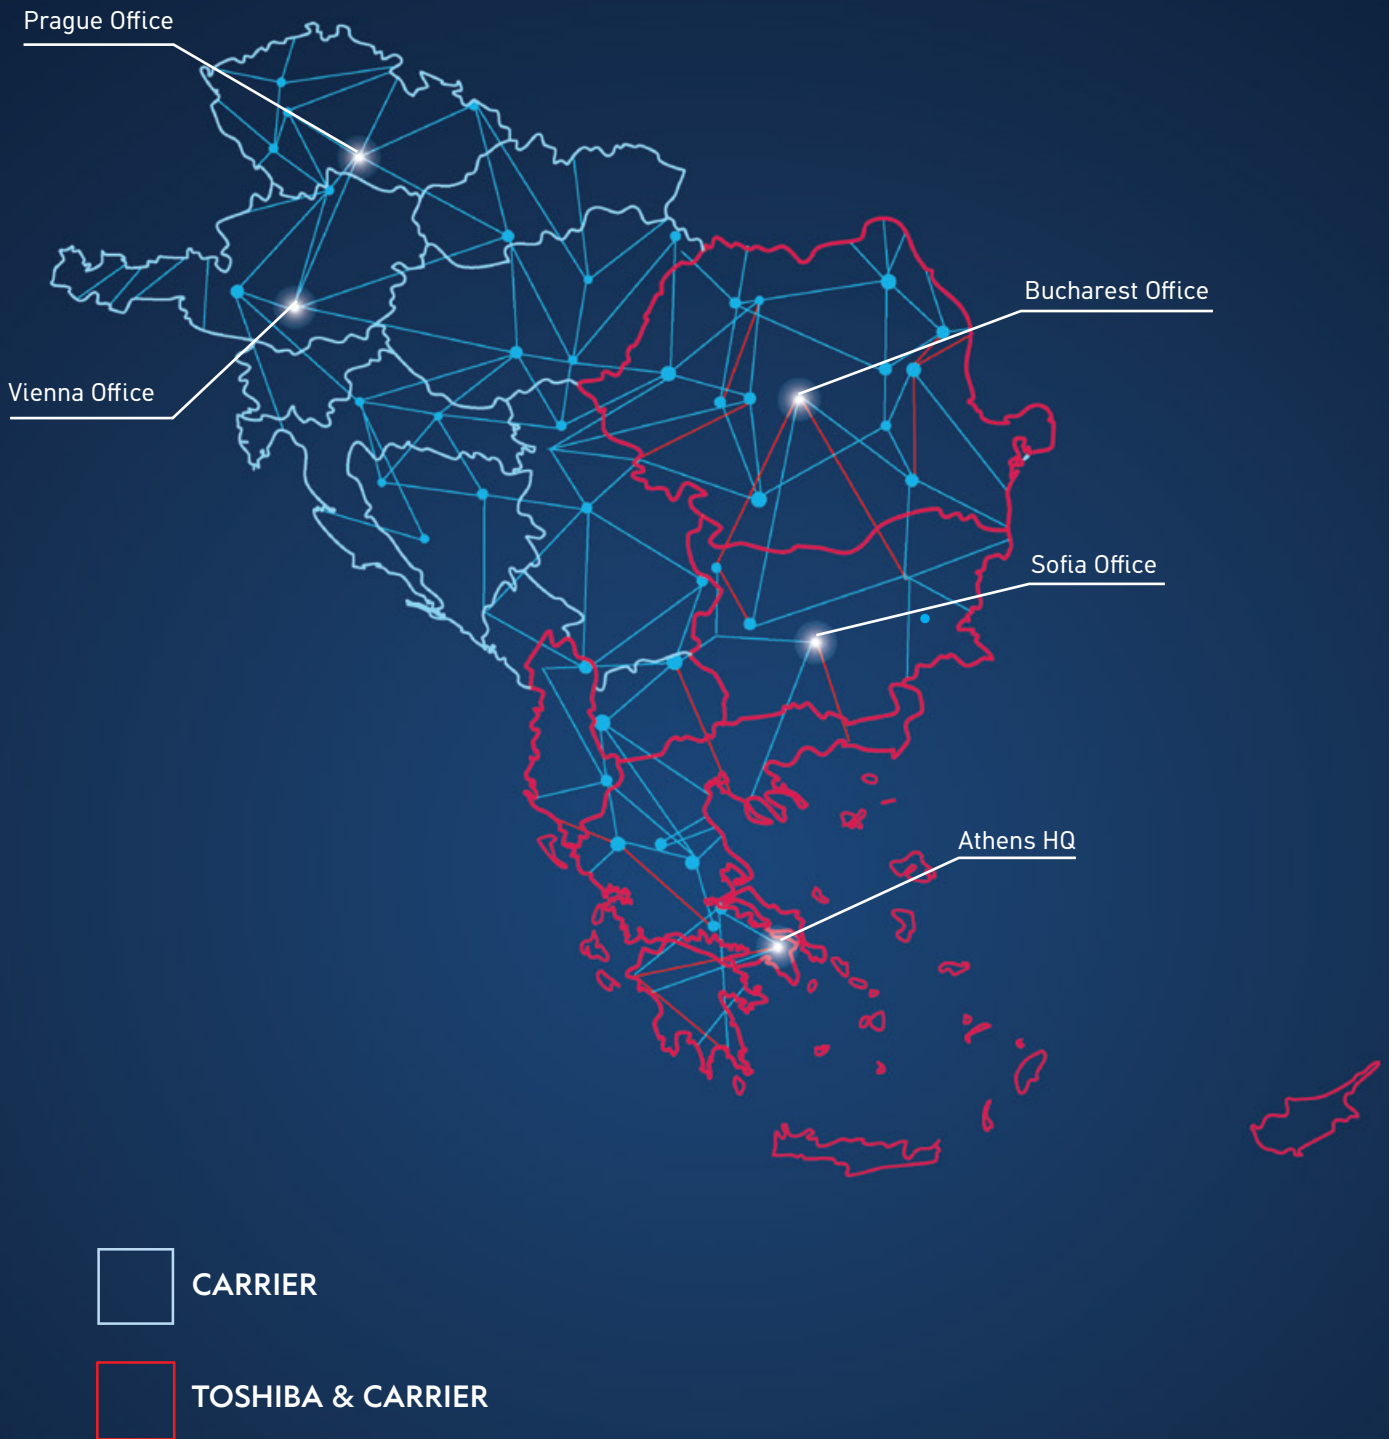 Prague Office
Bucharest Office
Vienna Office
Sofia Office
Athens HQ
CARRIER
TOSHIBA & CARRIER